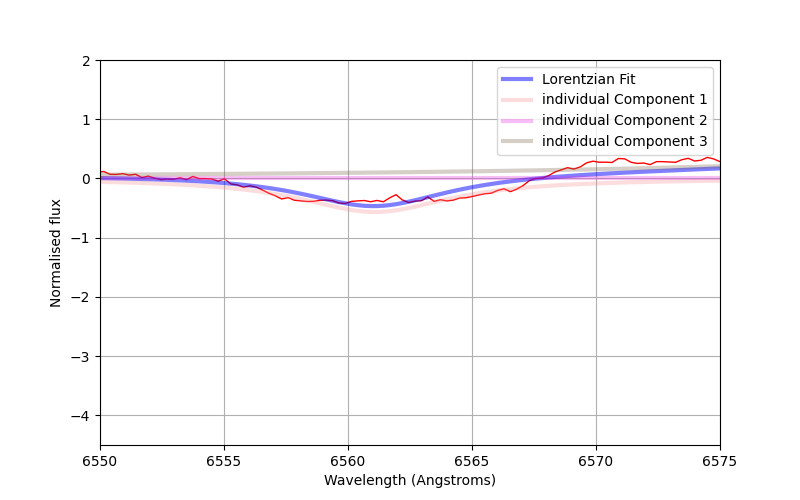 2
1
0
−1
−2
−3
−4
Normalised flux
Lorentzian Fit
individual Component 1
individual Component 2
individual Component 3
6550 6555 6560 6565 6570 6575
Wavelength (Angstroms)